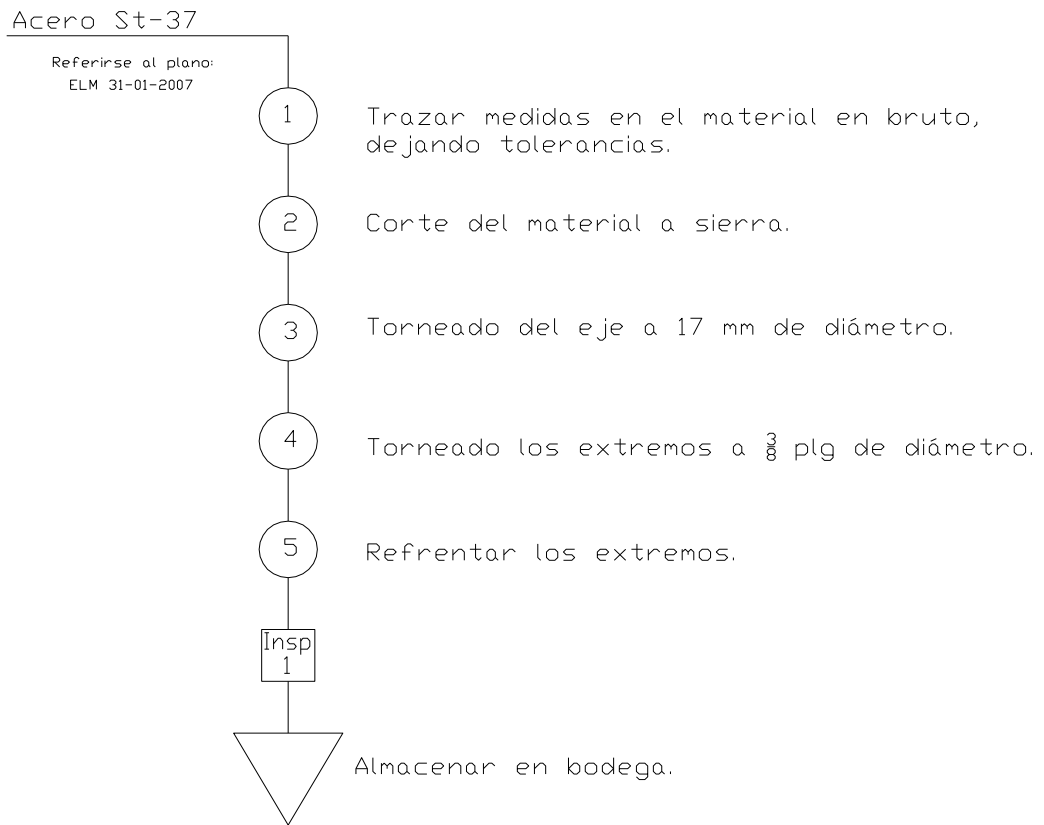 Acero St-37
Referirse al plano:
ELM 31-01-2007
1
Trazar medidas en el material en bruto,
dejando tolerancias.
2
Corte del material a sierra.
3
Torneado del eje a 17 mm de diámetro.
4
Torneado los extremos a 3/8 plg de diámetro.
5
Refrentar los extremos.
Insp
1
Almacenar en bodega.